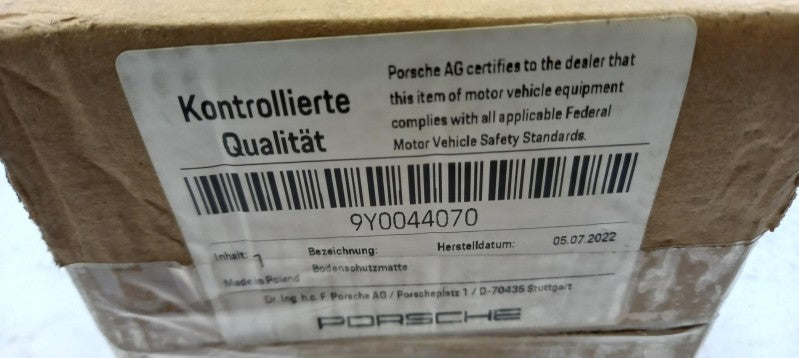 Kontrollierte
Qualität
Porsche AG certifies to the dealer that
this item of motor vehicle equipment
complies with all applicable Federal
Motor Vehicle Safety Standards.
9Y0044070
Inhalt: 1
Bezeichnung:
Herstelldatum:
05.07.2022
Made in Poland
Bodenschutzmatte
Dr. Ing. h.c. F. Porsche AG / Porscheplatz 1 / D-70435 Stuttgart
PORSCHE